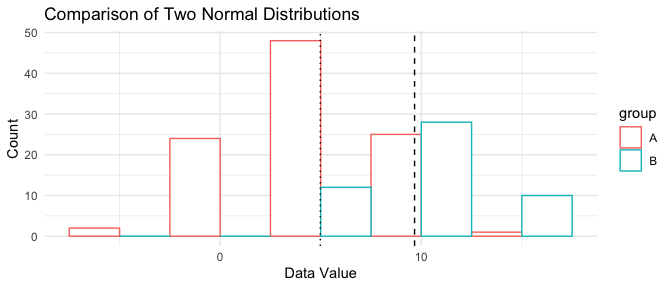 Comparison of Two Normal Distributions
50
40
30
20
10
0
Count
0 10
Data Value
group
A
B